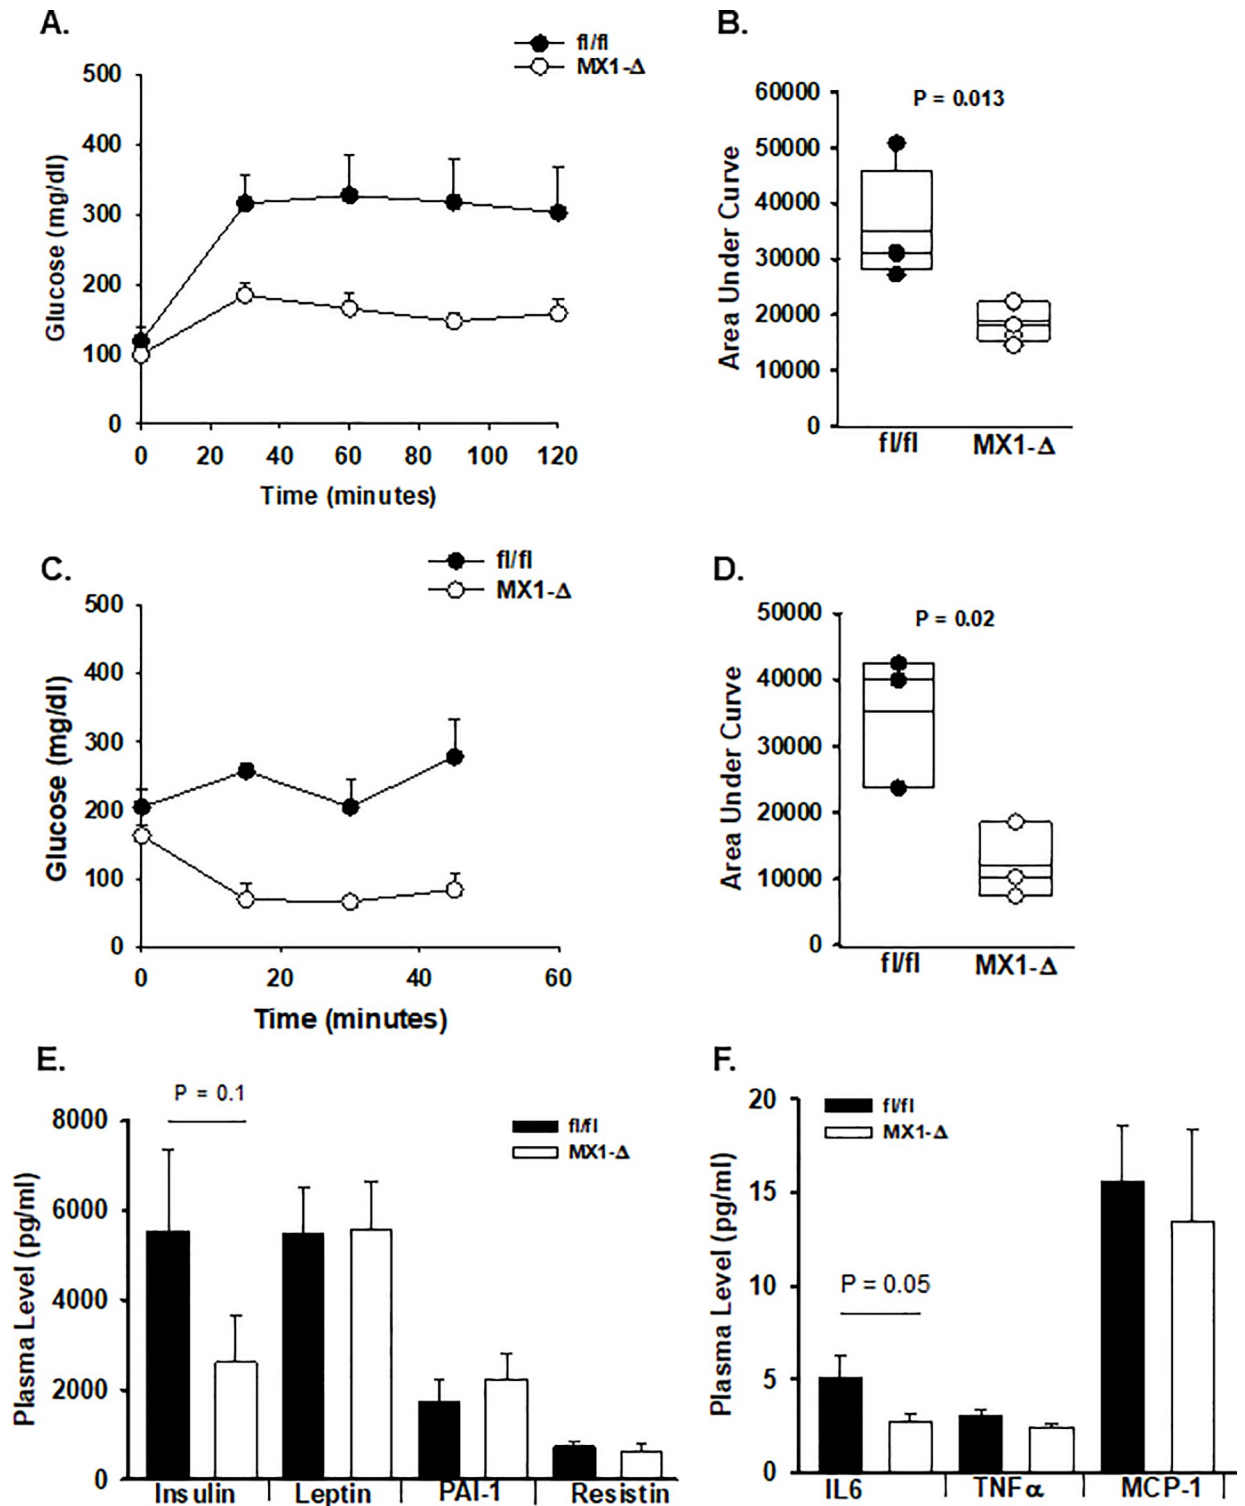 A.
fl/fl
MX1-Δ
500
400
300
200
100
0
Glucose (mg/dl)
0 20 40 60 80 100 120
Time (minutes)
B.
P = 0.013
60000
50000
40000
30000
20000
10000
0
Area Under Curve
fl/fl MX1-Δ
C.
fl/fl
MX1-Δ
500
400
300
200
100
0
Glucose (mg/dl)
0 20 40 60
Time (minutes)
D.
P = 0.02
50000
40000
30000
20000
10000
0
Area Under Curve
fl/fl MX1-Δ
E.
P = 0.1
fl/fl
MX1-Δ
8000
6000
4000
2000
0
Plasma Level (pg/ml)
Insulin Leptin PAI-1 Resistin
F.
fl/fl
MX1-Δ
20
15
10
5
0
P = 0.05
Plasma Level (pg/ml)
IL6 TNFα MCP-1